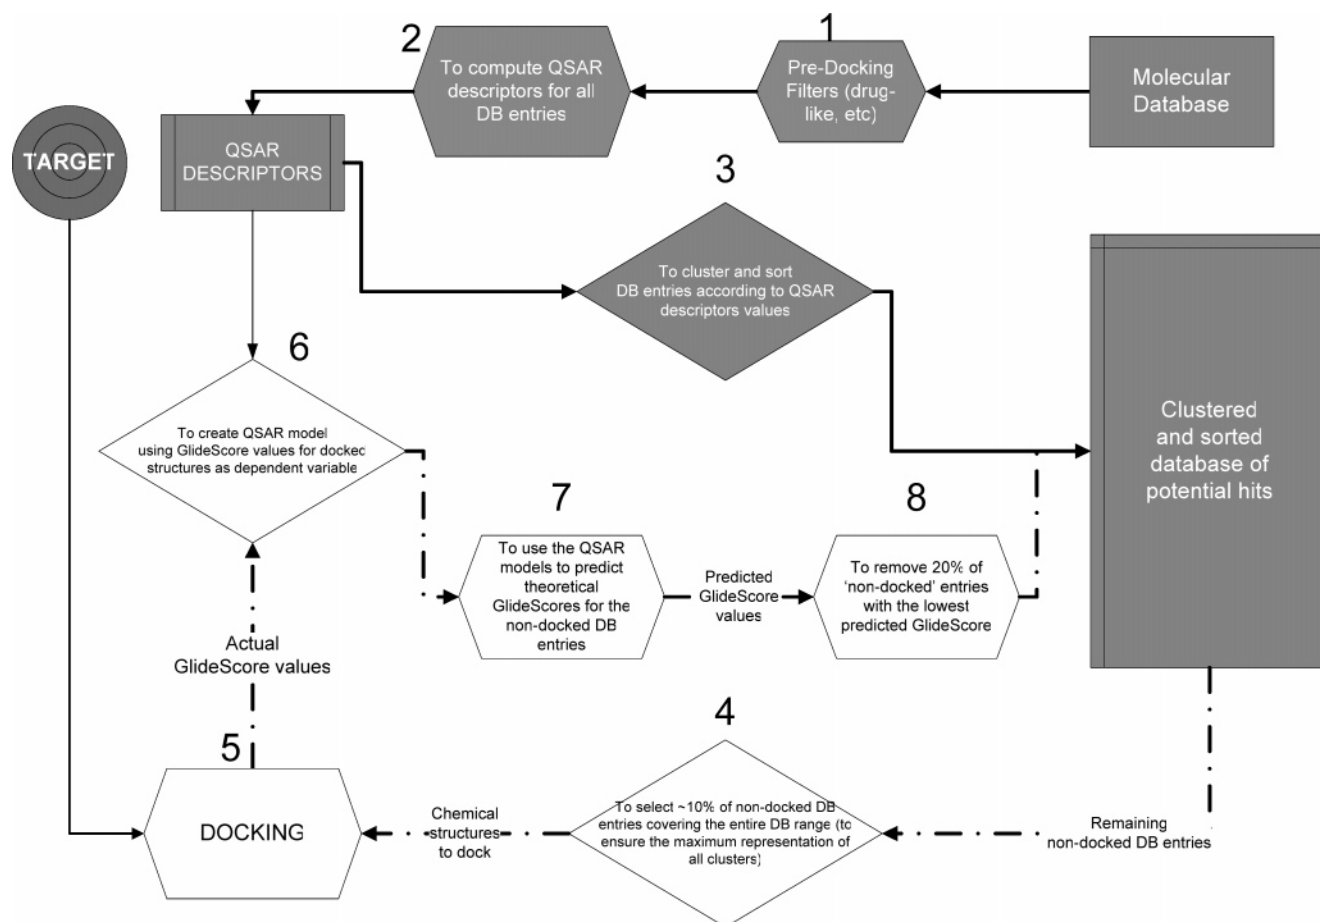 2
1
To compute QSAR
descriptors for all
DB entries
Pre-Docking
Filters (drug-
like, etc)
Molecular
Database
TARGET
QSAR
DESCRIPTORS
3
To cluster and sort
DB entries according to QSAR
descriptors values
6
To create QSAR model
using GlideScore values for docked
structures as dependent variable
Clustered
and sorted
database of
potential hits
7
To use the QSAR
models to predict
theoretical
GlideScores for the
non-docked DB
entries
Predicted
GlideScore
values
8
To remove 20% of
‘non-docked’ entries
with the lowest
predicted GlideScore
Actual
GlideScore values
4
5
DOCKING
Chemical
structures
to dock
To select ~10% of non-docked DB
entries covering the entire DB range (to
ensure the maximum representation of
all clusters)
Remaining
non-docked DB entries